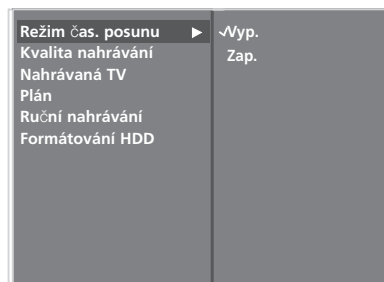 Režim čas. posunu ▶
Kvalita nahrávání
Nahrávaná TV
Plán
Ruční nahrávání
Formátování HDD
✓Vyp.
Zap.